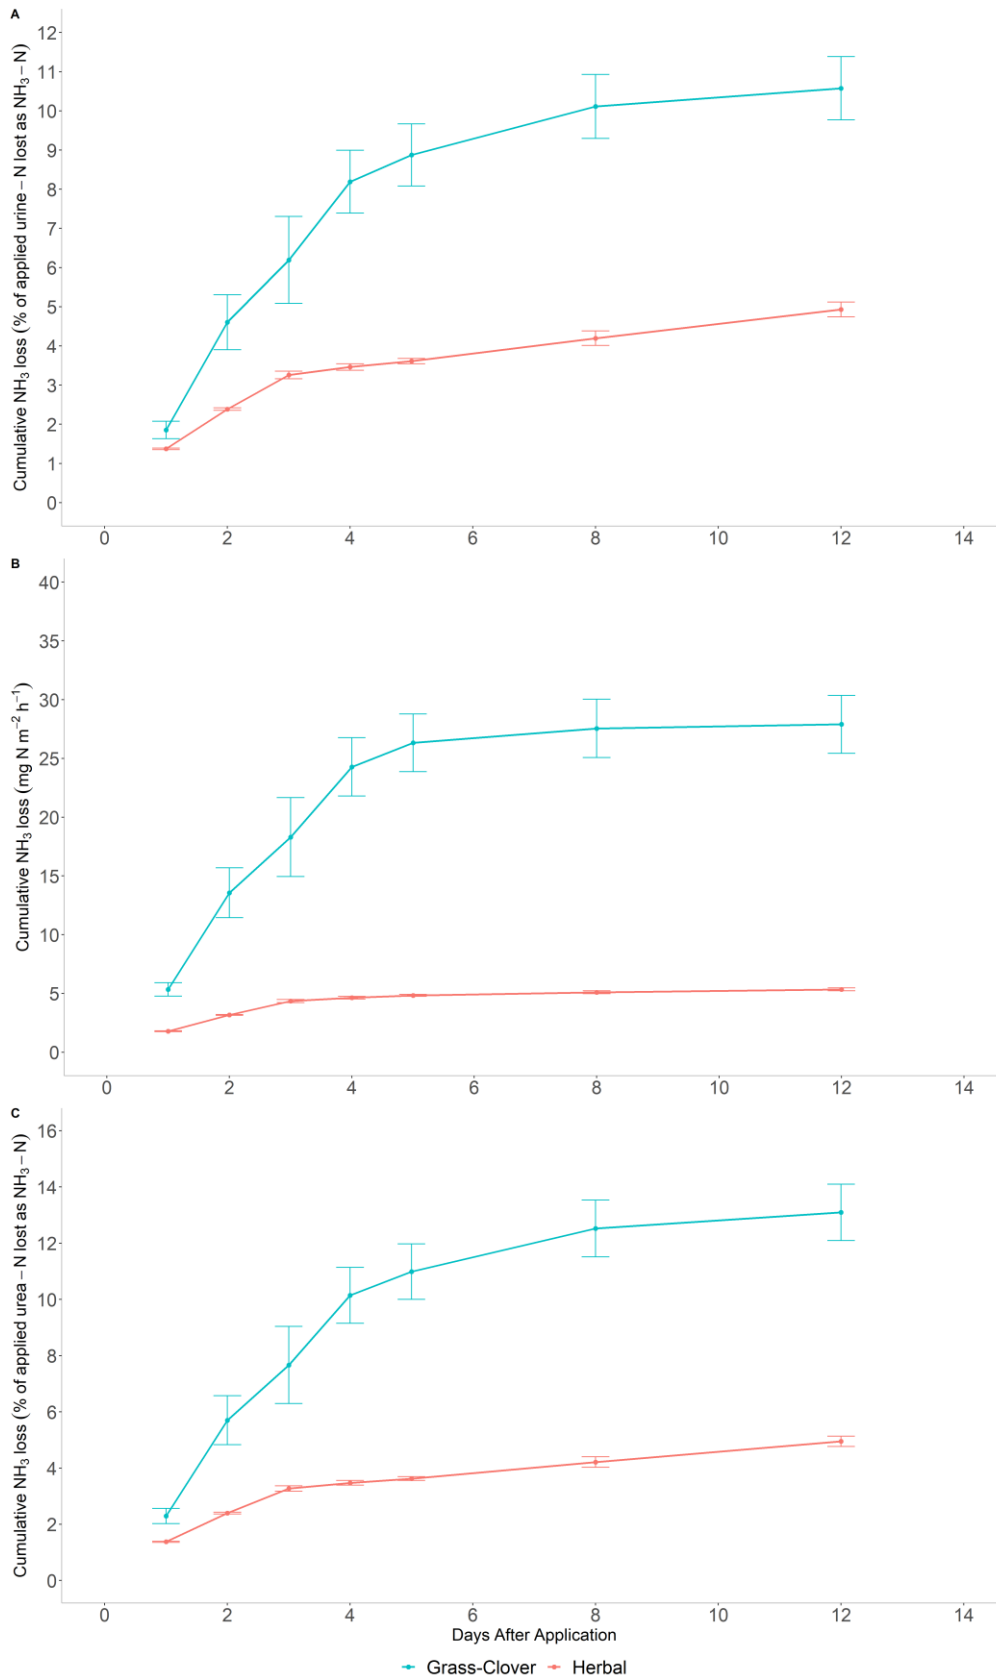 A
Cumulative NH₃ loss (% of applied urine−N lost as NH₃−N)
12
11
10
9
8
7
6
5
4
3
2
1
0
0 2 4 6 8 10 12 14
B
Cumulative NH₃ loss (mg N m⁻² h⁻¹)
40
35
30
25
20
15
10
5
0
0 2 4 6 8 10 12 14
C
Cumulative NH₃ loss (% of applied urea−N lost as NH₃−N)
16
14
12
10
8
6
4
2
0
0 2 4 6 8 10 12 14
Days After Application
Grass-Clover Herbal